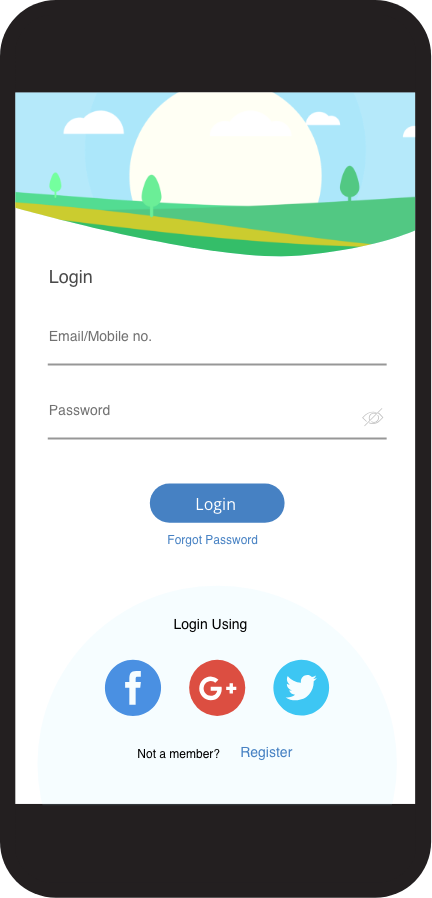 Login
Email/Mobile no.
Password
Login
Forgot Password
Login Using
f G+
Not a member? Register